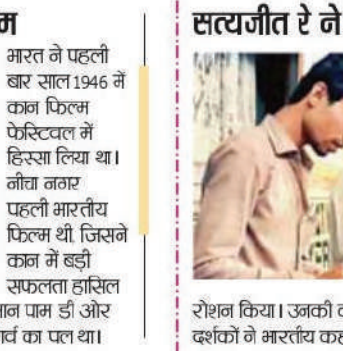 म
भारत ने पहली
बार साल 1946 में
कान फिल्म
फेस्टिवल में
हिस्सा लिया था।
नीचा नगर
पहली भारतीय
फिल्म थी, जिसने
कान में बड़ी
सफलता हासिल
पाम डी ओर
गर्व का पल था।
सत्यजीत रे ने
रोशन किया। उनकी
दर्शकों ने भारतीय